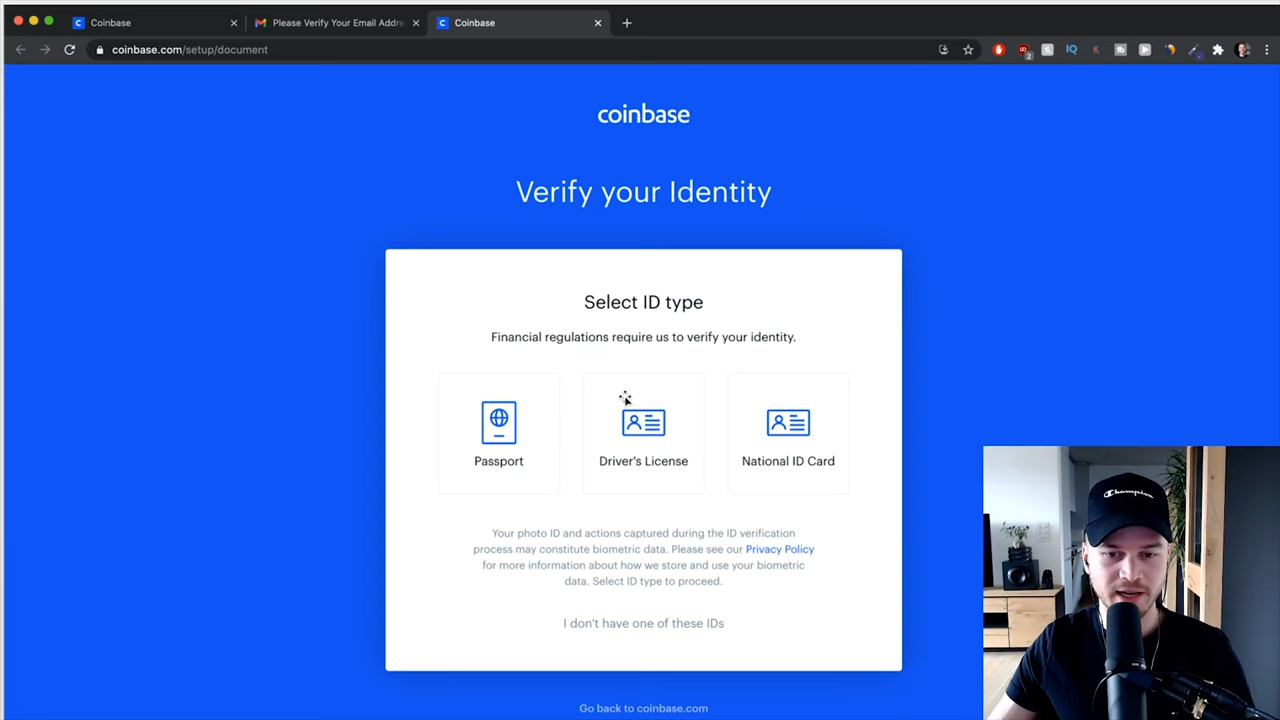 Coinbase
Please Verify Your Email Addre
Coinbase
coinbase.com/setup/document
coinbase
Verify your Identity
Select ID type
Financial regulations require us to verify your identity.
Passport
Driver's License
National ID Card
Your photo ID and actions captured during the ID verification
process may constitute biometric data. Please see our Privacy Policy
for more information about how we store and use your biometric
data. Select ID type to proceed.
I don't have one of these IDs
Go back to coinbase.com
Champion